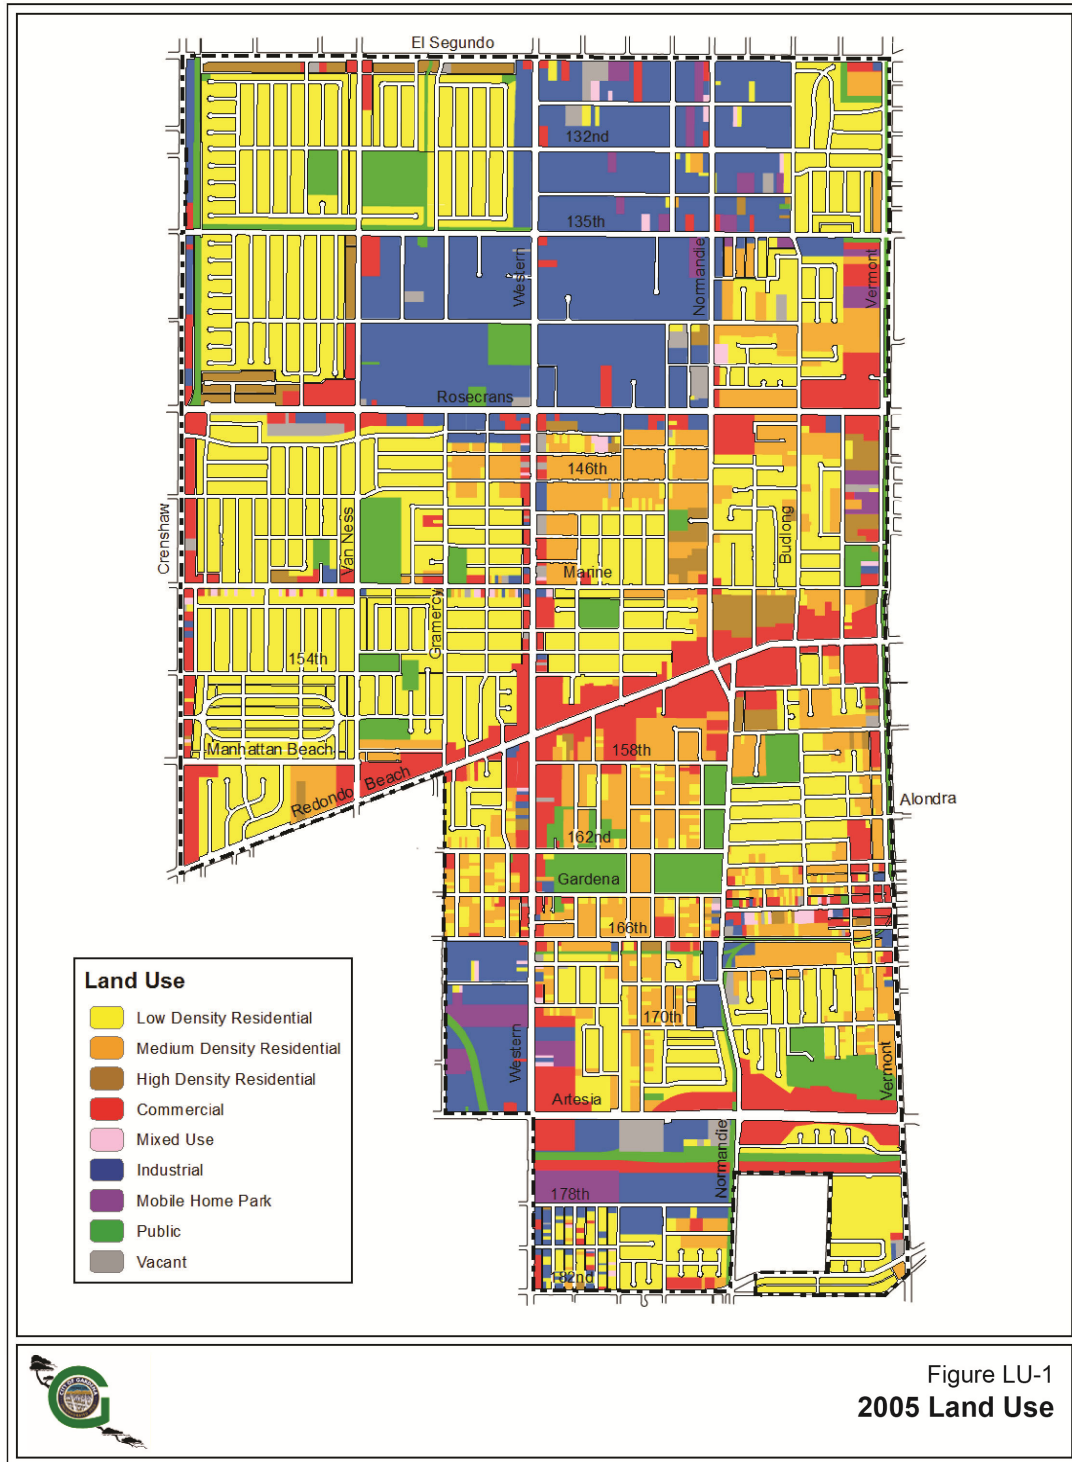 El Segundo
132nd
135th
Western
Normandie
Vermont
Rosecrans
146th
Crenshaw
Van Ness
Budlong
Marine
Gramercy
154th
Manhattan Beach
158th
Redondo Beach
Alondra
162nd
Gardena
166th
170th
Western
Vermont
Artesia
Normandie
178th
182nd
Land Use
Low Density Residential
Medium Density Residential
High Density Residential
Commercial
Mixed Use
Industrial
Mobile Home Park
Public
Vacant
CITY OF GARDENA
Figure LU-1
2005 Land Use